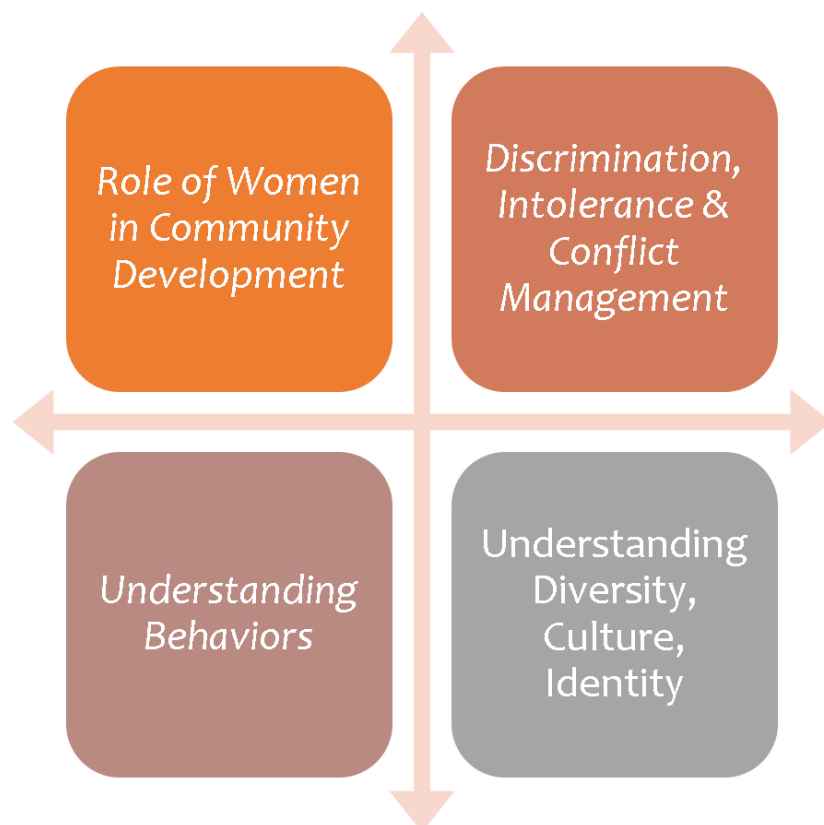 Role of Women
in Community
Development
Discrimination,
Intolerance &
Conflict
Management
Understanding
Behaviors
Understanding
Diversity,
Culture,
Identity